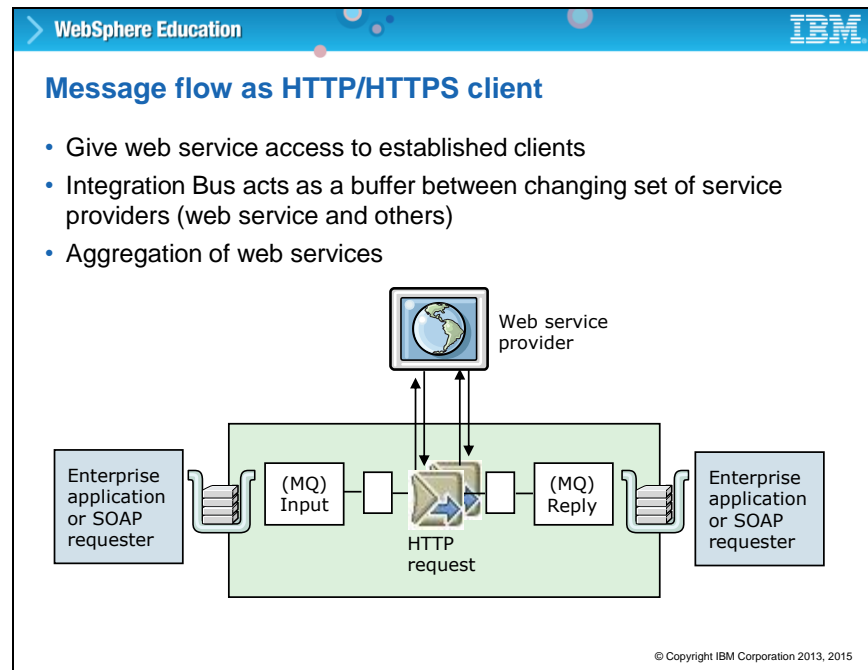 WebSphere Education
IBM
Message flow as HTTP/HTTPS client
• Give web service access to established clients
• Integration Bus acts as a buffer between changing set of service
providers (web service and others)
• Aggregation of web services
Web service
provider
Enterprise
application
or SOAP
requester
(MQ)
Input
HTTP
request
(MQ)
Reply
Enterprise
application
or SOAP
requester
© Copyright IBM Corporation 2013, 2015